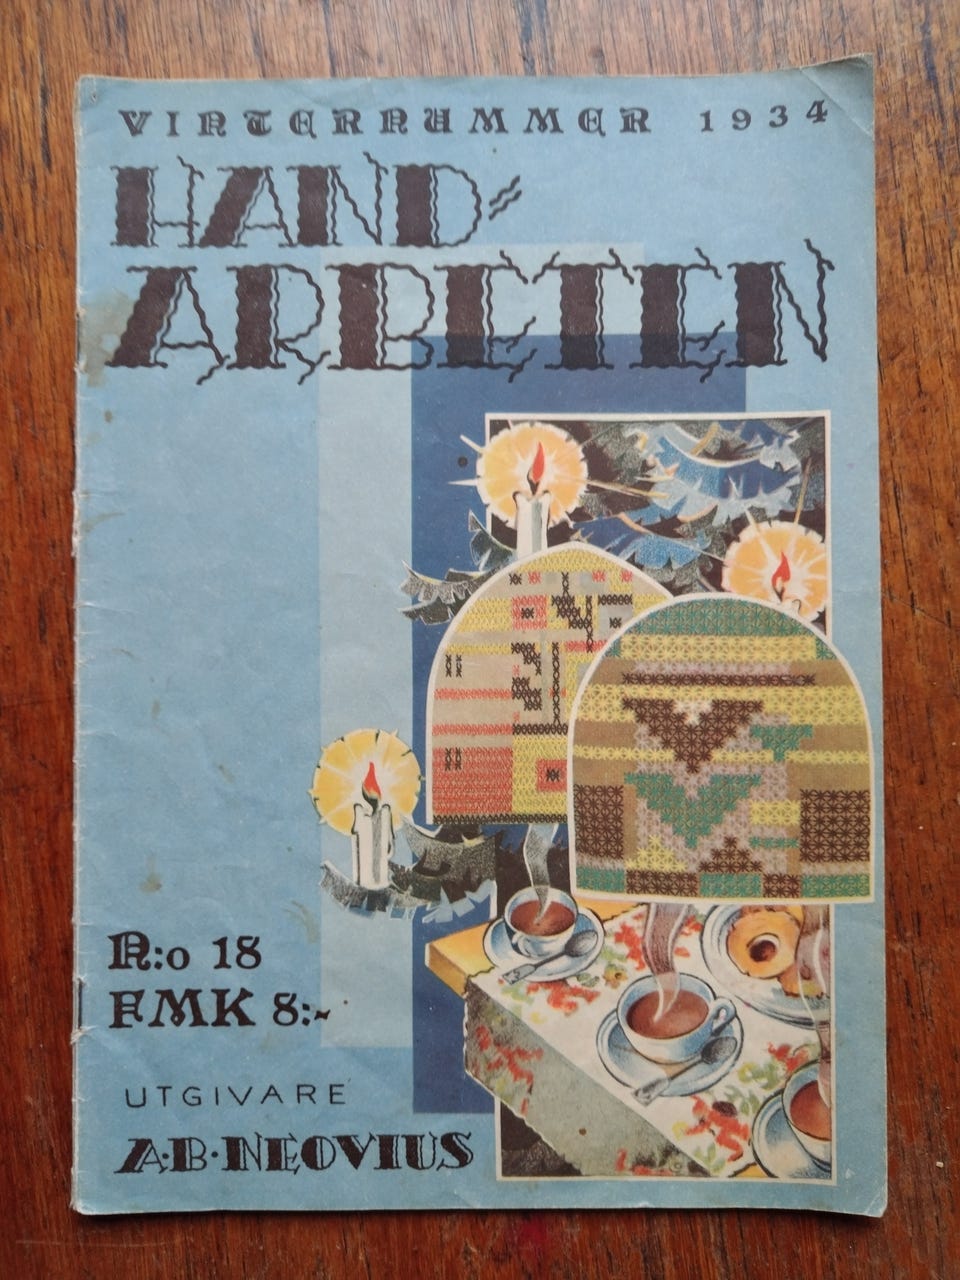 VINTERNUMMER 1934
HAND-
ARBETEN
N:o 18
FMK 8:-
UTGIVARE
A·B·NEOVIUS